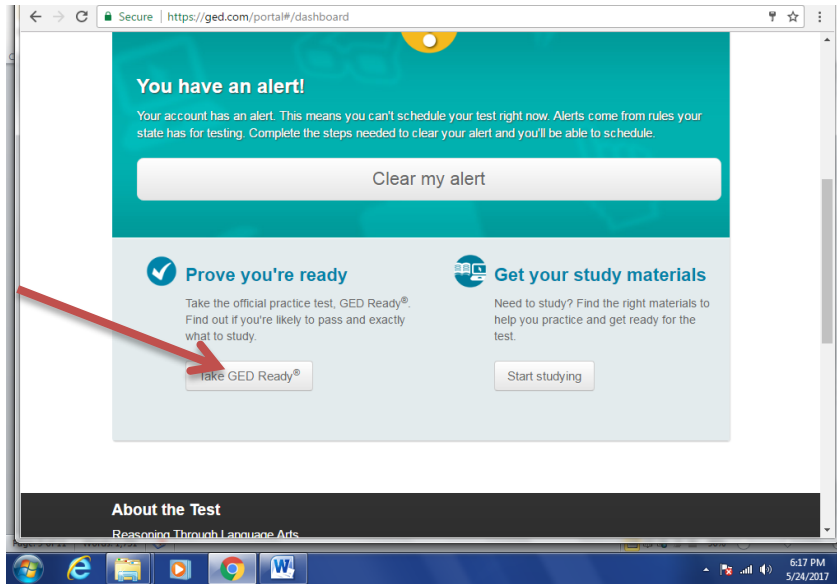 Secure | https://ged.com/portal#/dashboard
You have an alert!
Your account has an alert. This means you can't schedule your test right now. Alerts come from rules your
state has for testing. Complete the steps needed to clear your alert and you'll be able to schedule.
Clear my alert
Prove you're ready
Take the official practice test, GED Ready®.
Find out if you're likely to pass and exactly
what to study.
Take GED Ready®
Get your study materials
Need to study? Find the right materials to
help you practice and get ready for the
test.
Start studying
About the Test
Reasoning Through Language Arts
6:17 PM
5/24/2017